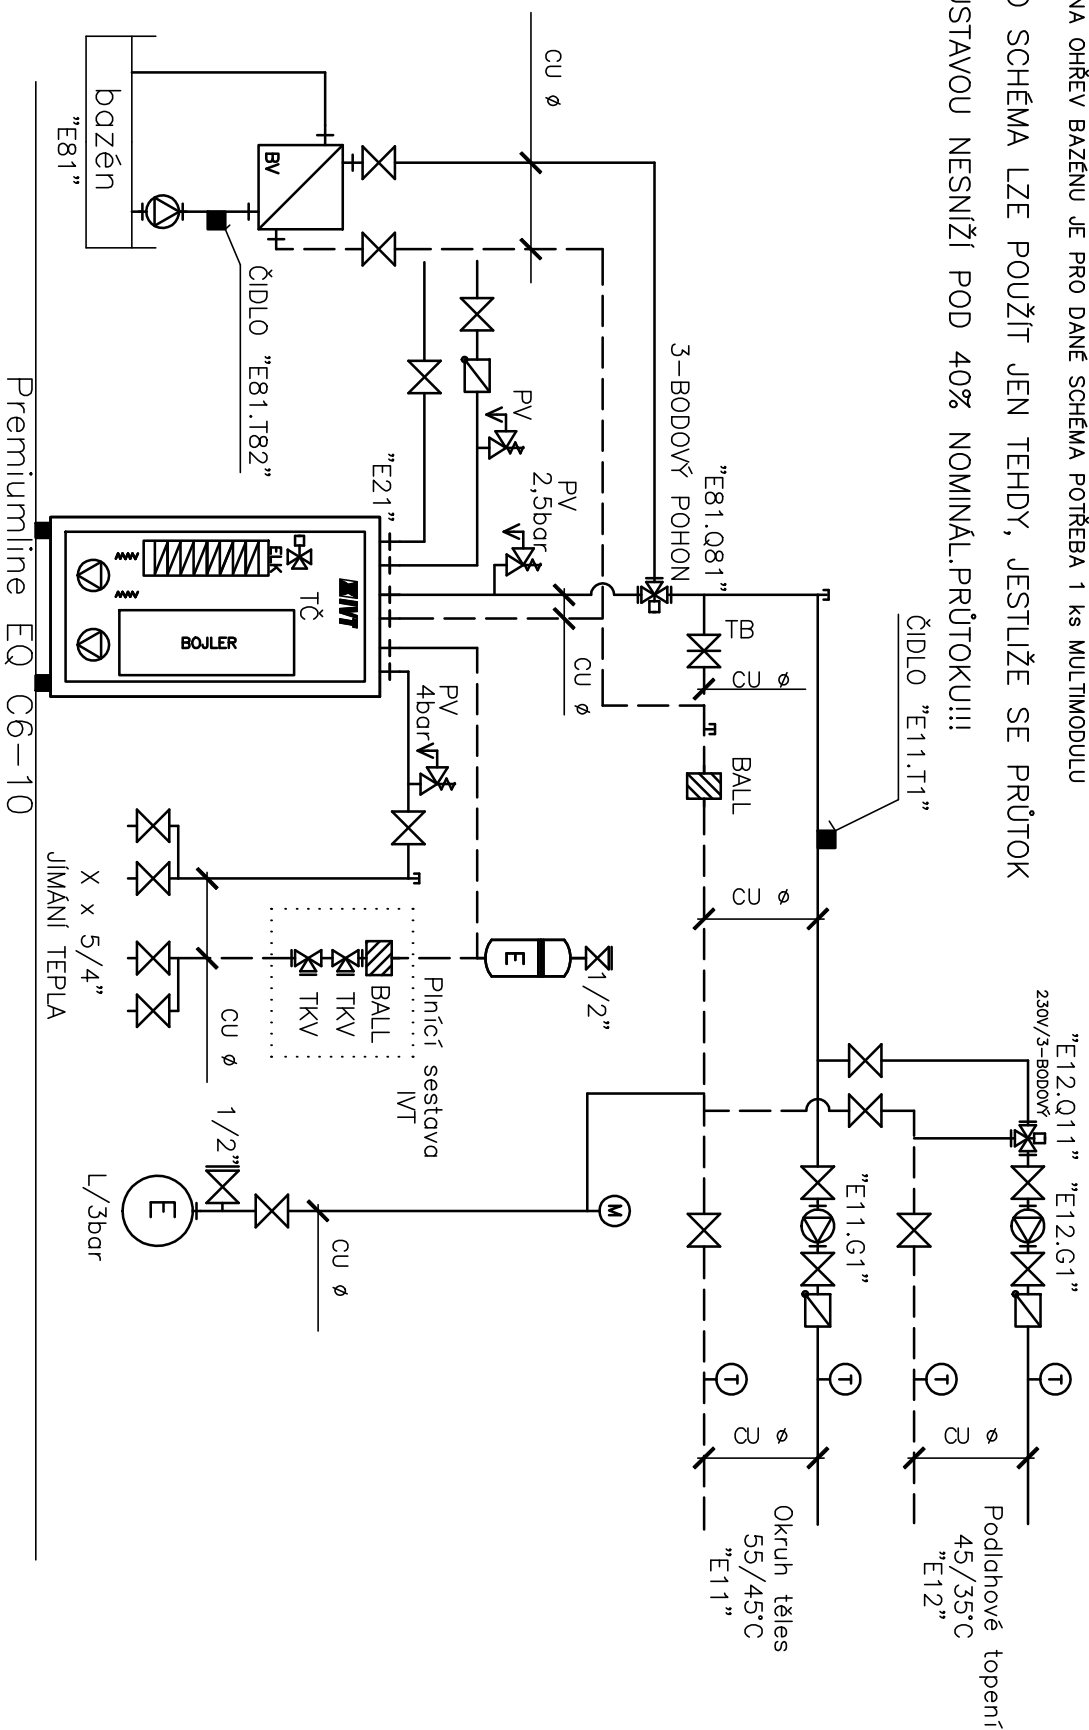 NA OHŘEV BAZÉNU JE PRO DANÉ SCHÉMA POTŘEBA 1 ks MULTIMODULU
SCHÉMA LZE POUŽÍT JEN TEHDY, JESTLIŽE SE PRŮTOK
USTAVOU NESNÍŽÍ POD 40% NOMINÁL.PRŮTOKU!!!
ČIDLO "E11.T1"
"E12.Q11"
230V/3-BODOVÝ
"E12.G1"
"E11.G1"
T
T
T
T
CU ø
CU ø
Podlahové topení
45/35°C
"E12"
Okruh těles
55/45°C
"E11"
CU ø
3-BODOVÝ POHON
"E81.Q81"
TB
CU ø
BALL
CU ø
M
CU ø
BV
bazén
"E81"
ČIDLO "E81.T82"
PV
PV
2,5bar
CU ø
"E21"
ELK
TČ
IVT
BOJLER
PV
4bar
E
1/2"
Plnící sestava
IVT
BALL
TKV
TKV
CU ø
X x 5/4"
JÍMÁNÍ TEPLA
1/2"
E
L/3bar
CU ø
Premiumline EQ C6-10